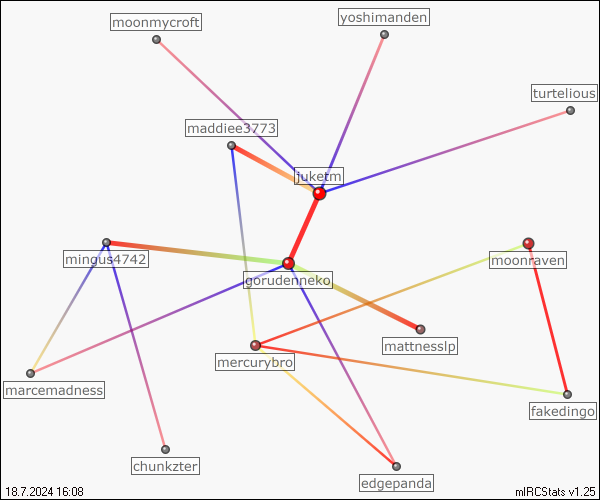 yoshimanden
moonmycroft
turtelious
maddiee3773
juketm
mingus4742
moonraven
gorudenneko
mattnesslp
mercurybro
marcemadness
fakedingo
chunkzter
edgepanda
18.7.2024 16:08
mIRCStats v1.25